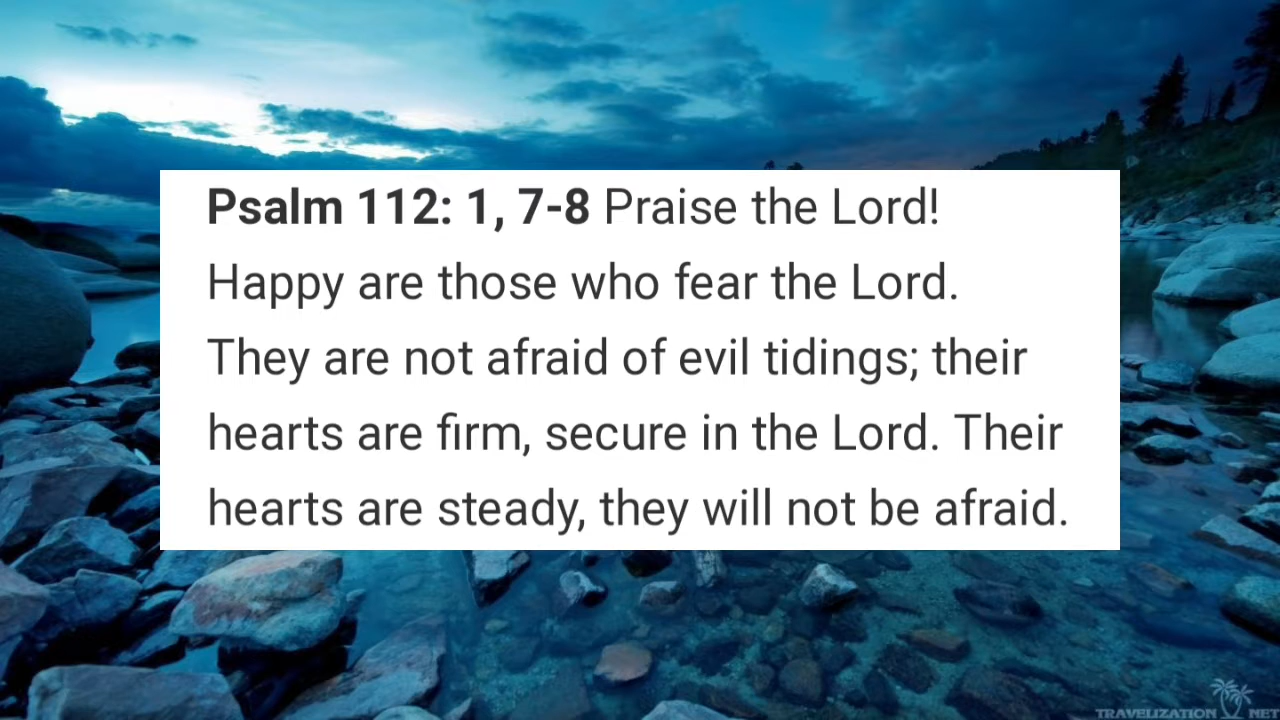 Psalm 112: 1, 7-8 Praise the Lord!
Happy are those who fear the Lord.
They are not afraid of evil tidings; their
hearts are firm, secure in the Lord. Their
hearts are steady, they will not be afraid.
TRAVELIZATION NET